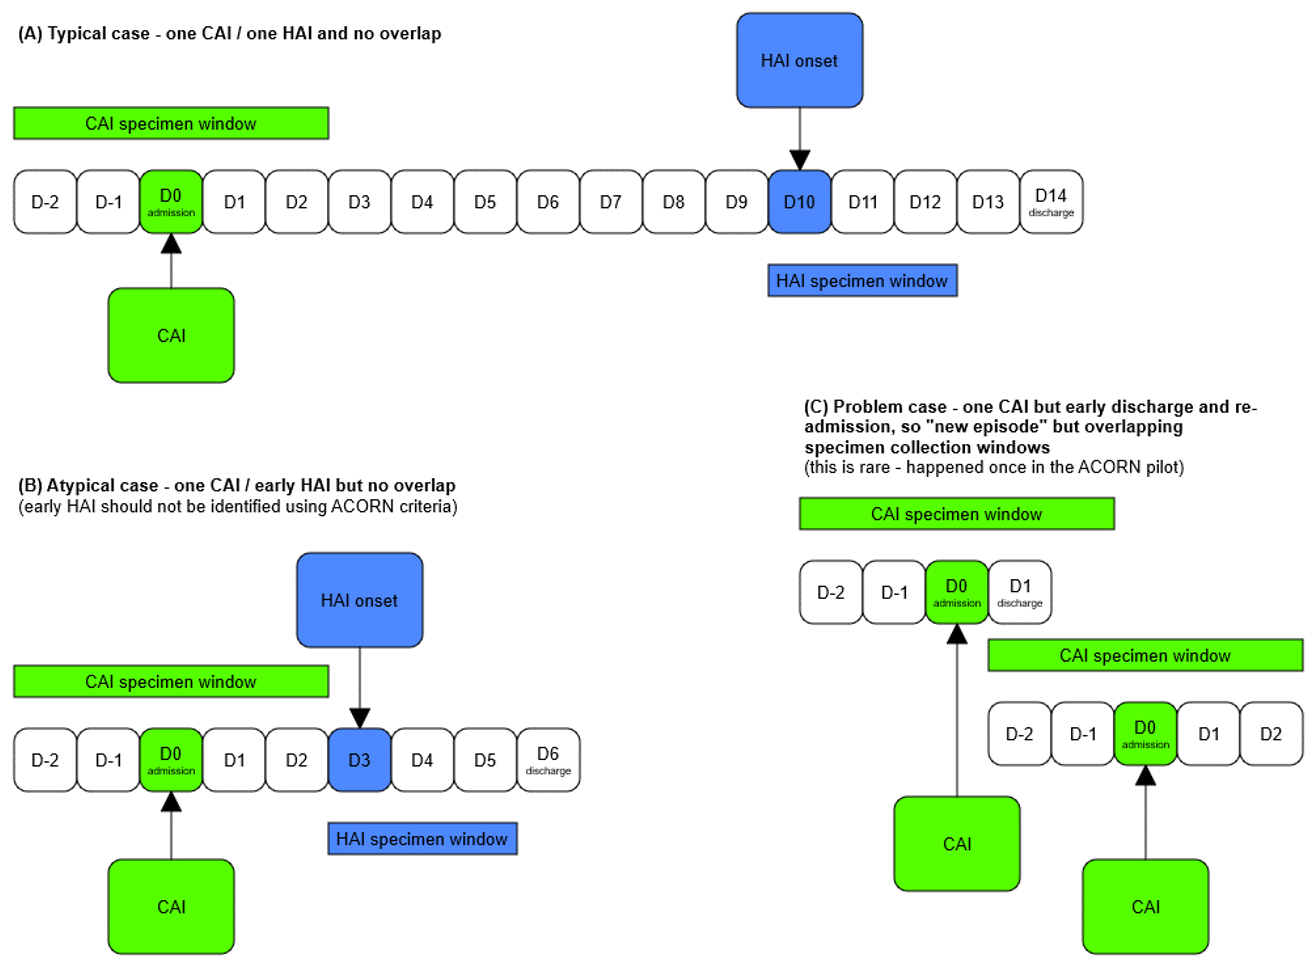 (A) Typical case - one CAI / one HAI and no overlap
HAI onset
CAI specimen window
D-2 D-1 D0 D1 D2 D3 D4 D5 D6 D7 D8 D9 D10 D11 D12 D13 D14
admission discharge
HAI specimen window
CAI
(B) Atypical case - one CAI / early HAI but no overlap
(early HAI should not be identified using ACORN criteria)
HAI onset
CAI specimen window
D-2 D-1 D0 D1 D2 D3 D4 D5 D6
admission discharge
HAI specimen window
CAI
(C) Problem case - one CAI but early discharge and re-
admission, so "new episode" but overlapping
specimen collection windows
(this is rare - happened once in the ACORN pilot)
CAI specimen window
D-2 D-1 D0 D1
admission discharge
CAI specimen window
D-2 D-1 D0 D1 D2
admission
CAI
CAI